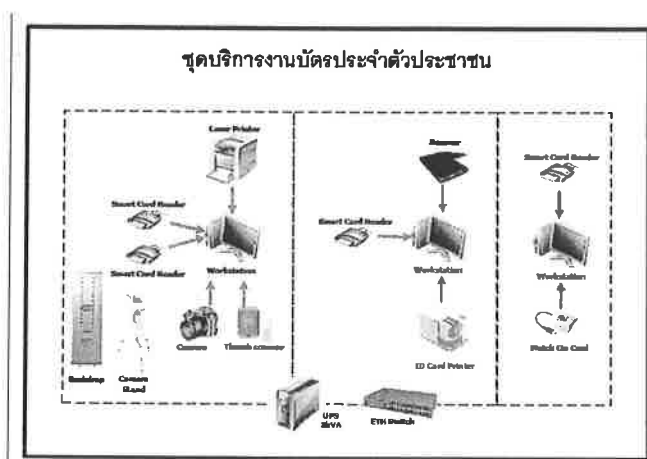 ชุดบริการงานบัตรประจำตัวประชาชน
Laser Printer
Smart Card Reader
Smart Card Reader
Workstation
Camera
Thumb scanner
Backdrop
Camera
Stand
Scanner
Smart Card Reader
Workstation
ID Card Printer
Smart Card Reader
Workstation
Match On Card
UPS
2kVA
ETH Switch